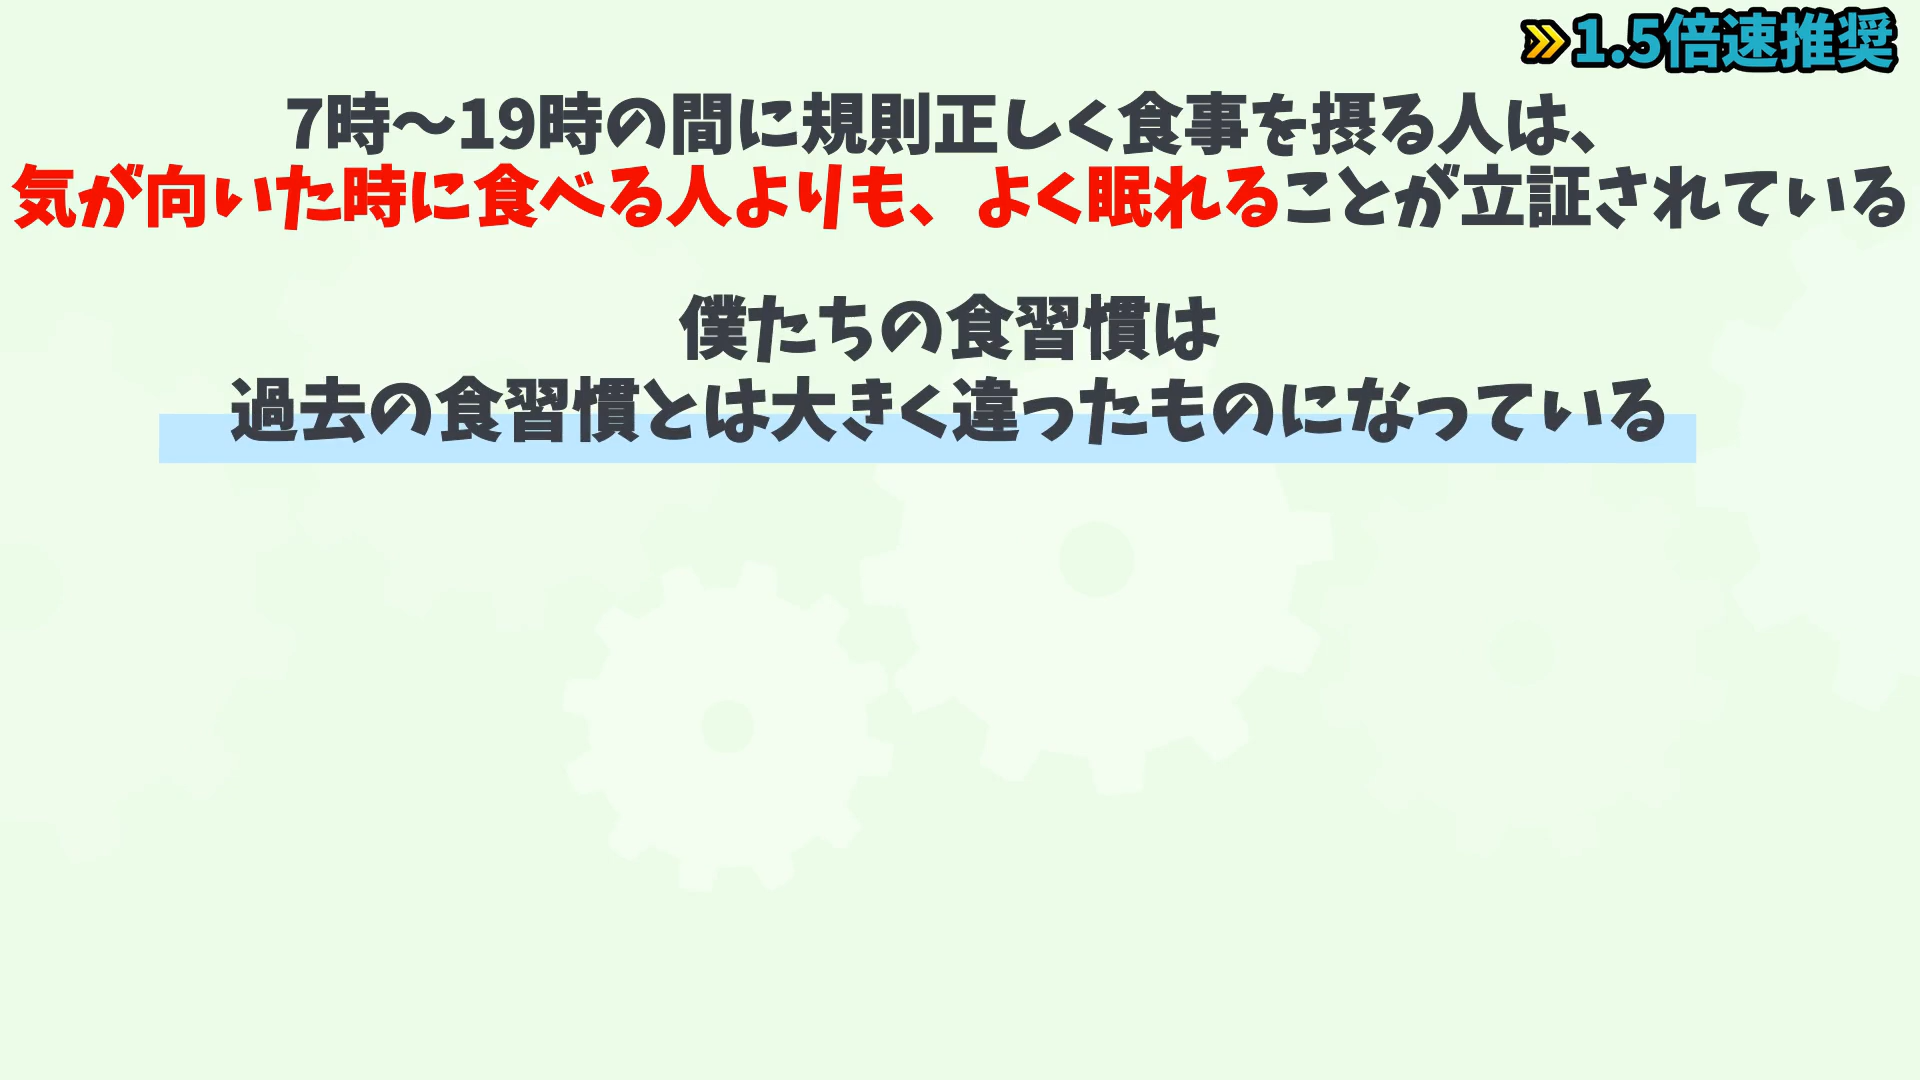 1.5倍速推奨
7時〜19時の間に規則正しく食事を摂る人は、
気が向いた時に食べる人よりも、よく眠れることが立証されている
僕たちの食習慣は
過去の食習慣とは大きく違ったものになっている